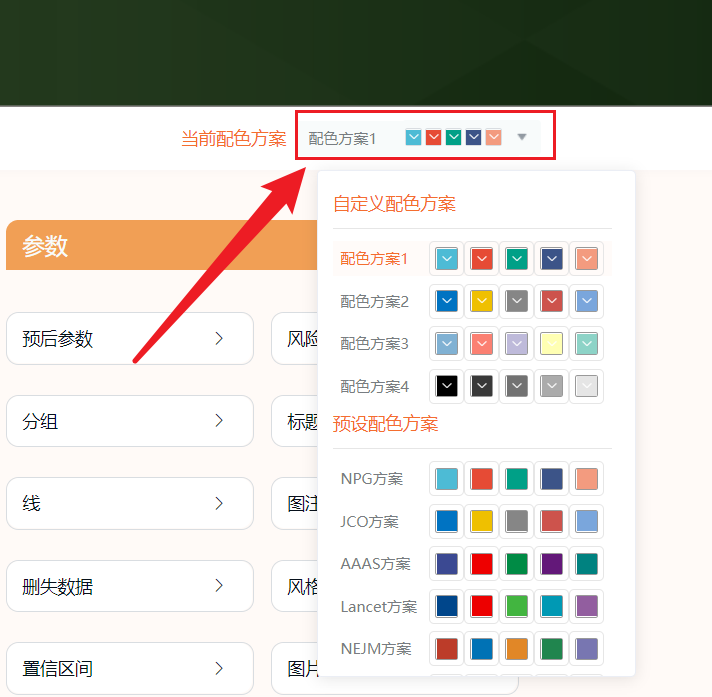 当前配色方案 配色方案1
自定义配色方案
参数
配色方案1
配色方案2
预后参数 风险
配色方案3
配色方案4
分组 标题
预设配色方案
NPG方案
线 图注
JCO方案
AAAS方案
删失数据 风格
Lancet方案
NEJM方案
置信区间 图片